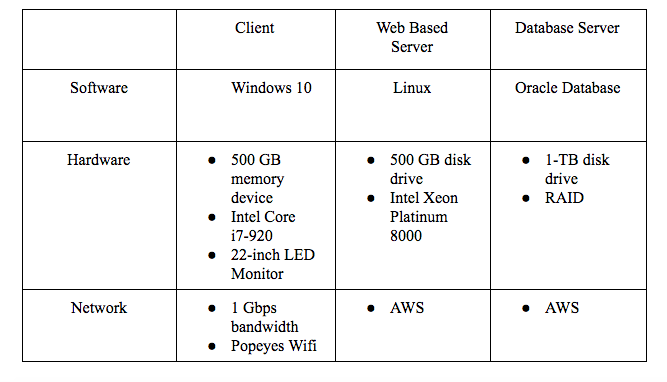 Client
Web Based
Server
Database Server
Software
Windows 10
Linux
Oracle Database
Hardware
● 500 GB
memory
device
● Intel Core
i7-920
● 22-inch LED
Monitor
● 500 GB disk
drive
● Intel Xeon
Platinum
8000
● 1-TB disk
drive
● RAID
Network
● 1 Gbps
bandwidth
● Popeyes Wifi
● AWS
● AWS